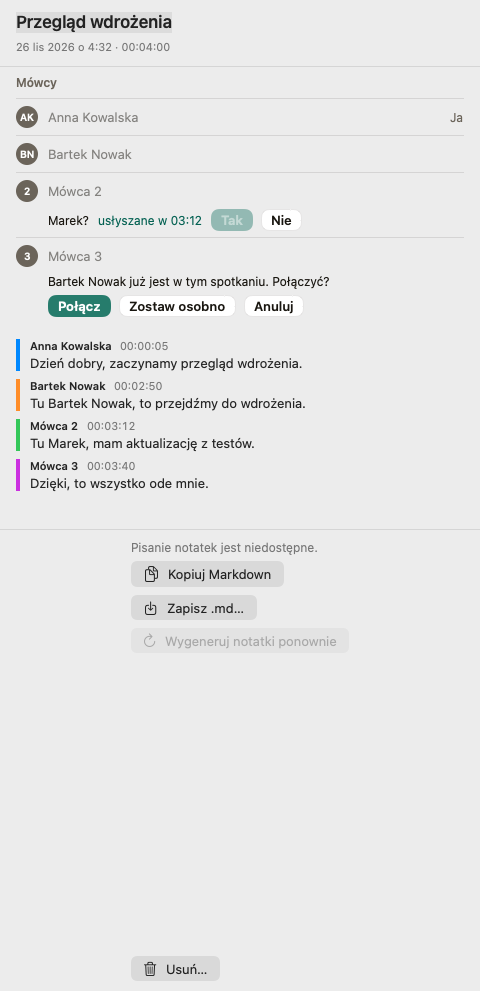 Przegląd wdrożenia
26 lis 2026 o 4:32 · 00:04:00
Mówcy
AK Anna Kowalska Ja
BN Bartek Nowak
2 Mówca 2
Marek? usłyszane w 03:12 Tak Nie
3 Mówca 3
Bartek Nowak już jest w tym spotkaniu. Połączyć?
Połącz Zostaw osobno Anuluj
Anna Kowalska 00:00:05
Dzień dobry, zaczynamy przegląd wdrożenia.
Bartek Nowak 00:02:50
Tu Bartek Nowak, to przejdźmy do wdrożenia.
Mówca 2 00:03:12
Tu Marek, mam aktualizację z testów.
Mówca 3 00:03:40
Dzięki, to wszystko ode mnie.
Pisanie notatek jest niedostępne.
Kopiuj Markdown
Zapisz .md…
Wygeneruj notatki ponownie
Usuń…